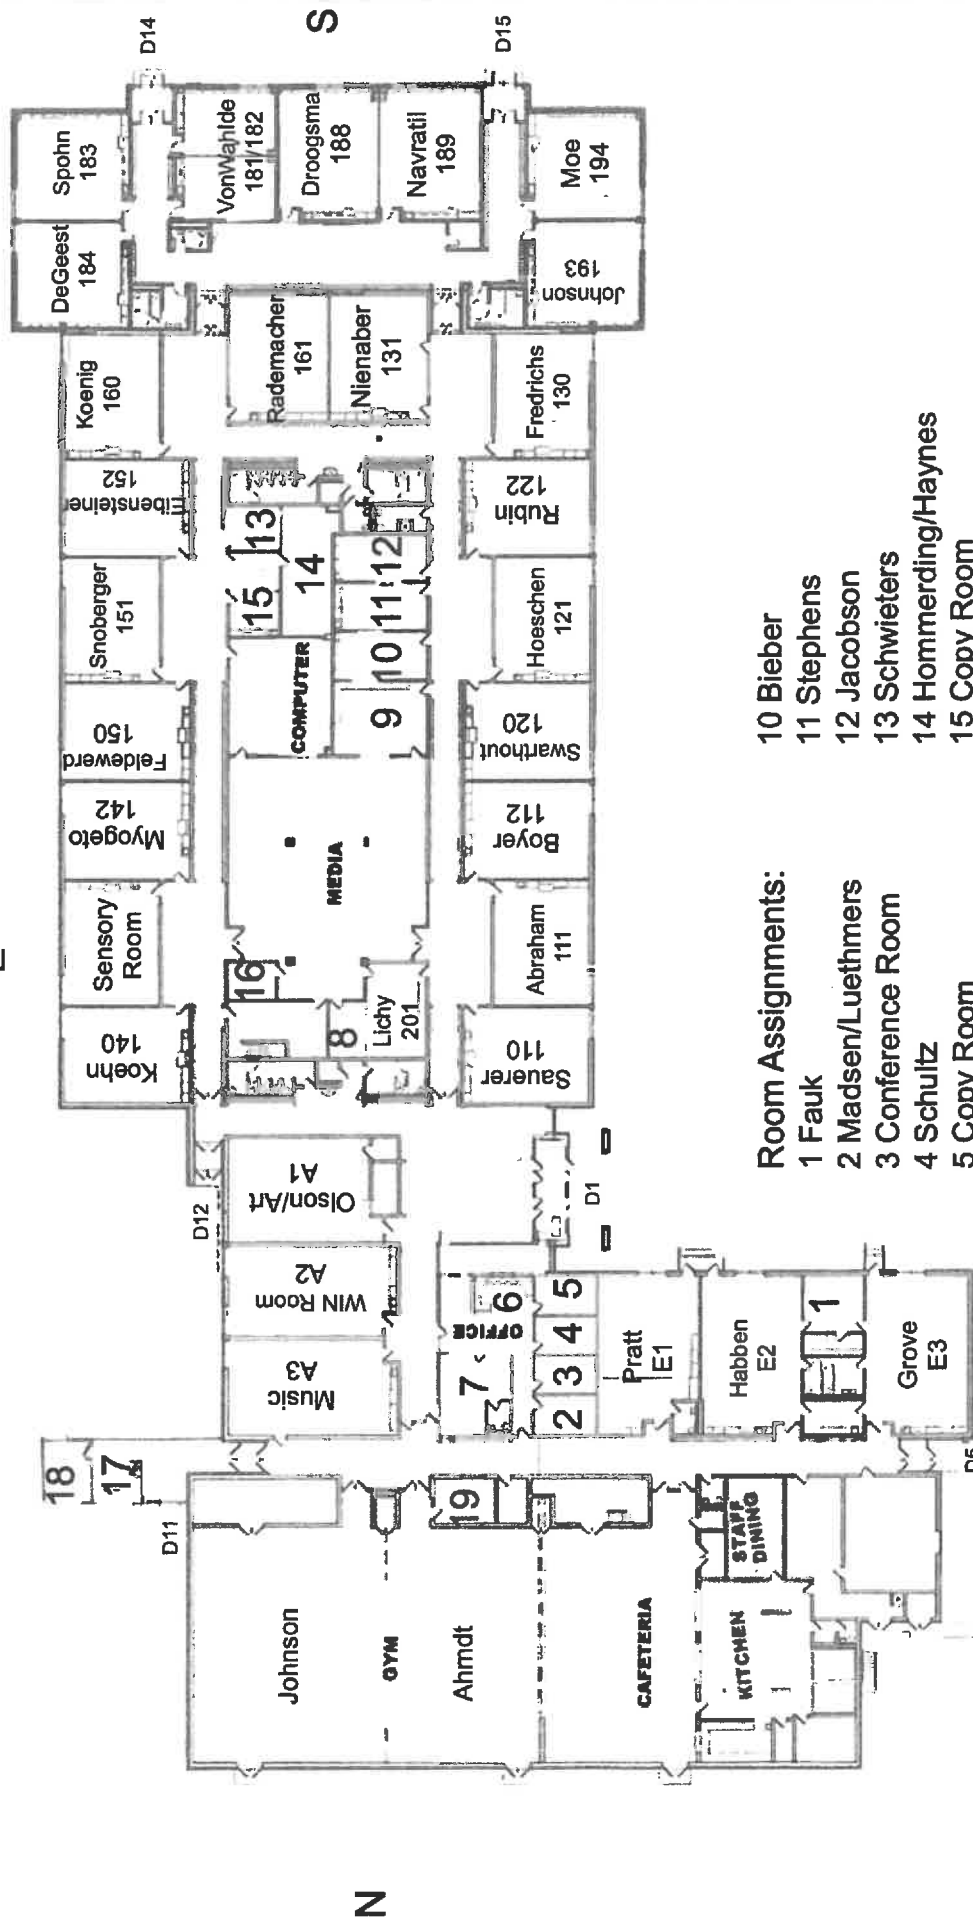 N
S
D14
D15
D12
D1
D11
Spohn
183
DeGeest
184
VonWahlde
181/182
Droogsma
188
Navratil
189
Moe
194
Johnson
193
Koenig
160
Rademacher
161
Nienaber
131
Fredrichs
130
Eibensteiner
152
Rubin
122
Snoberger
151
Hoeschen
121
Feldewerd
150
Swarthout
120
Myogeto
142
Boyer
112
Sensory
Room
Abraham
111
Koehn
140
Sauerer
110
13
15
14
12
11
10
9
COMPUTER
MEDIA
16
8
Lichy
201
Olson/Art
A1
WIN Room
A2
Music
A3
OFFICE
6
7
5
4
3
2
Pratt
E1
Habben
E2
1
Grove
E3
D5
18
17
19
Johnson
GYM
Ahrndt
CAFETERIA
STAFF
DINING
KITCHEN
Room Assignments:
1 Fauk
2 Madsen/Luethmers
3 Conference Room
4 Schultz
5 Copy Room
10 Bieber
11 Stephens
12 Jacobson
13 Schwieters
14 Hommerding/Haynes
15 Copy Room